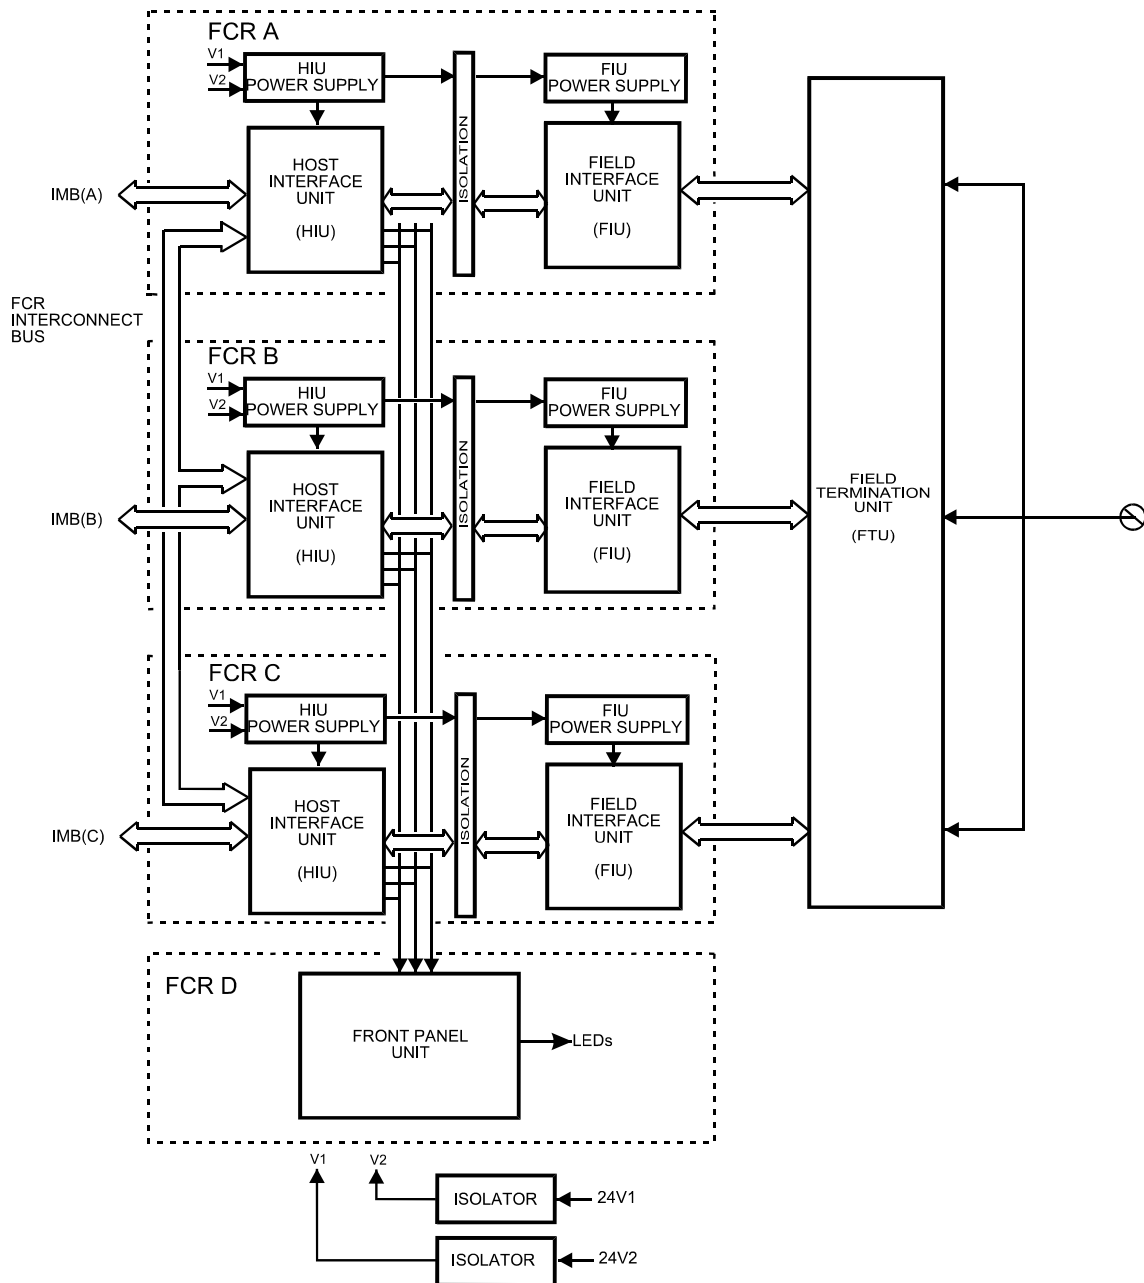 FCR A
V1
V2
HIU
POWER SUPPLY
FIU
POWER SUPPLY
ISOLATION
HOST
INTERFACE
UNIT
(HIU)
FIELD
INTERFACE
UNIT
(FIU)
IMB(A)
FCR
INTERCONNECT
BUS
FCR B
V1
V2
HIU
POWER SUPPLY
FIU
POWER SUPPLY
ISOLATION
HOST
INTERFACE
UNIT
(HIU)
FIELD
INTERFACE
UNIT
(FIU)
IMB(B)
FIELD
TERMINATION
UNIT
(FTU)
FCR C
V1
V2
HIU
POWER SUPPLY
FIU
POWER SUPPLY
ISOLATION
HOST
INTERFACE
UNIT
(HIU)
FIELD
INTERFACE
UNIT
(FIU)
IMB(C)
FCR D
FRONT PANEL
UNIT
LEDs
V1
V2
ISOLATOR
24V1
ISOLATOR
24V2